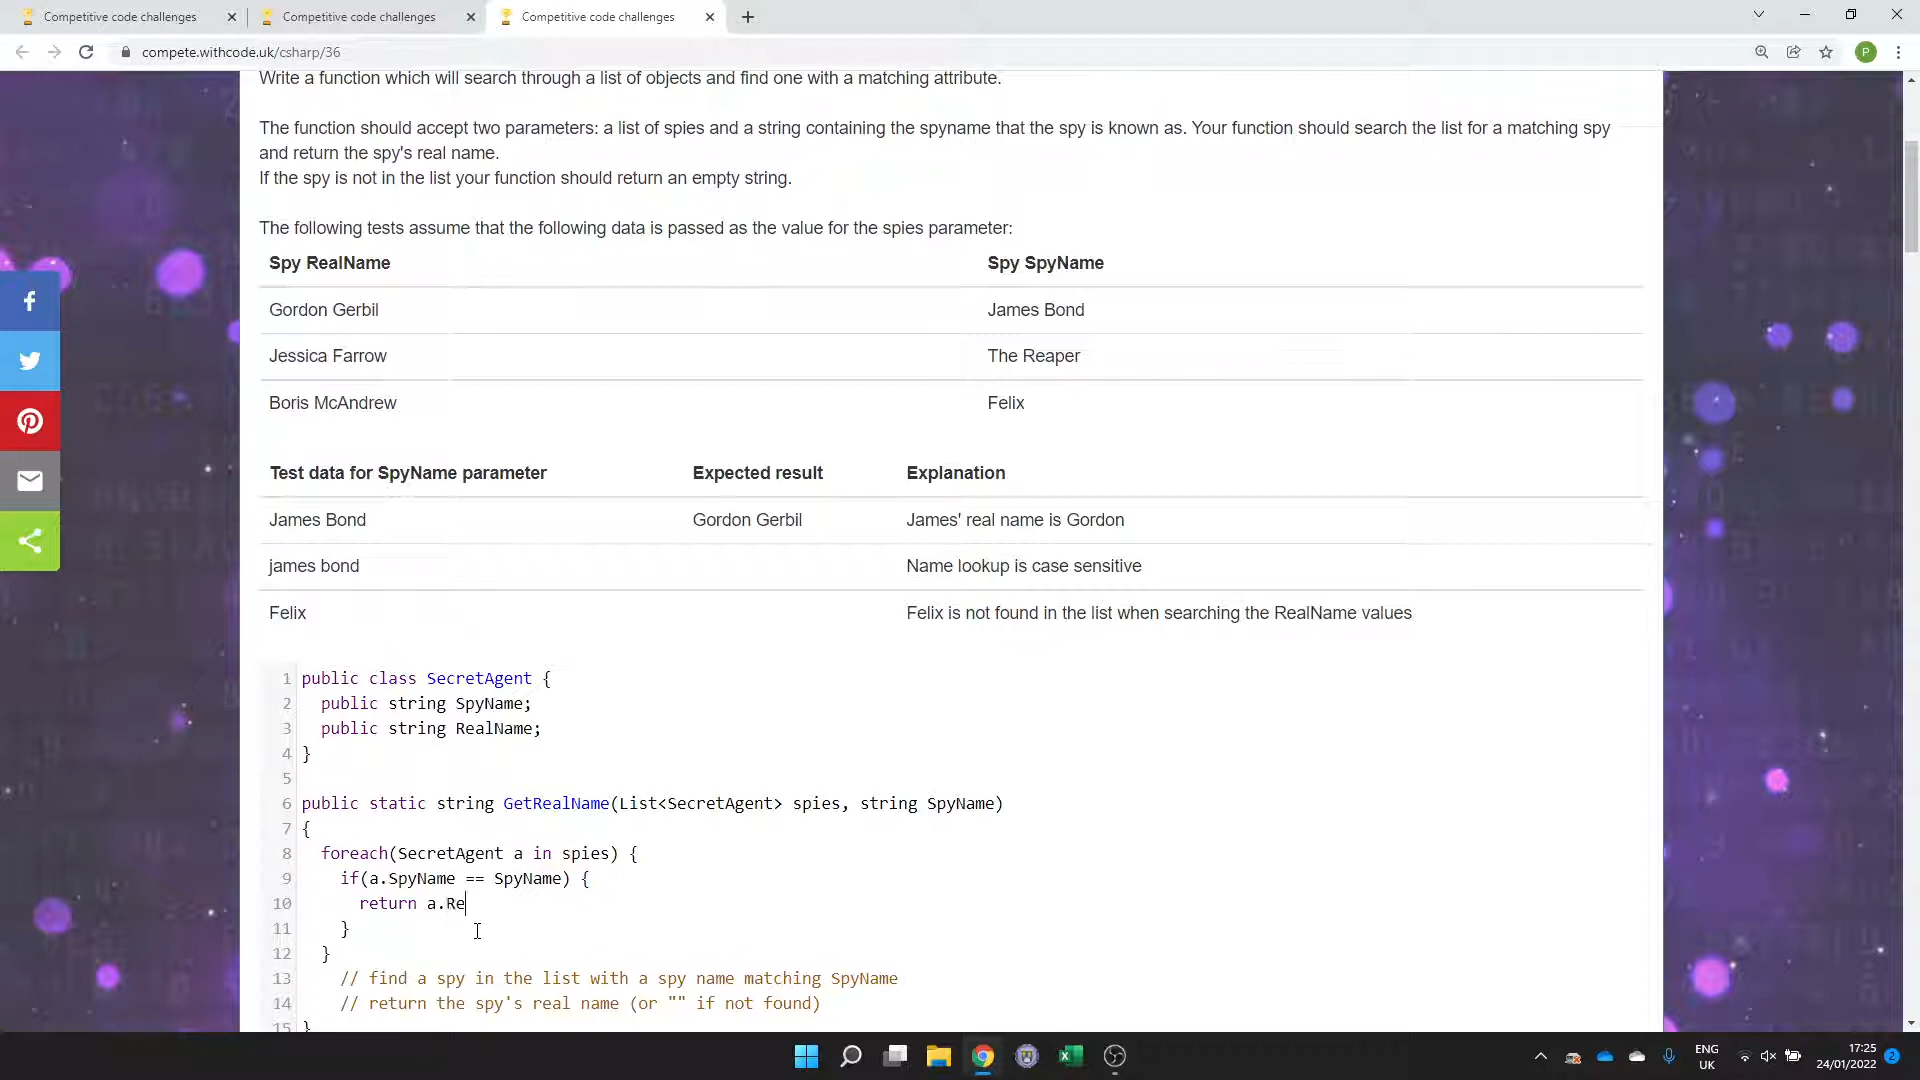 Competitive code challenges
Competitive code challenges
Competitive code challenges
compete.withcode.uk/csharp/36
P
Write a function which will search through a list of objects and find one with a matching attribute.
The function should accept two parameters: a list of spies and a string containing the spyname that the spy is known as. Your function should search the list for a matching spy
and return the spy's real name.
If the spy is not in the list your function should return an empty string.
The following tests assume that the following data is passed as the value for the spies parameter:
Spy RealName Spy SpyName
Gordon Gerbil James Bond
Jessica Farrow The Reaper
Boris McAndrew Felix
Test data for SpyName parameter Expected result Explanation
James Bond Gordon Gerbil James' real name is Gordon
james bond Name lookup is case sensitive
Felix Felix is not found in the list when searching the RealName values
1 public class SecretAgent {
2 public string SpyName;
3 public string RealName;
4 }
5
6 public static string GetRealName(List<SecretAgent> spies, string SpyName)
7 {
8 foreach(SecretAgent a in spies) {
9 if(a.SpyName == SpyName) {
10 return a.Re
11 }
12 }
13 // find a spy in the list with a spy name matching SpyName
14 // return the spy's real name (or "" if not found)
15 }
ENG
UK
17:25
24/01/2022
2